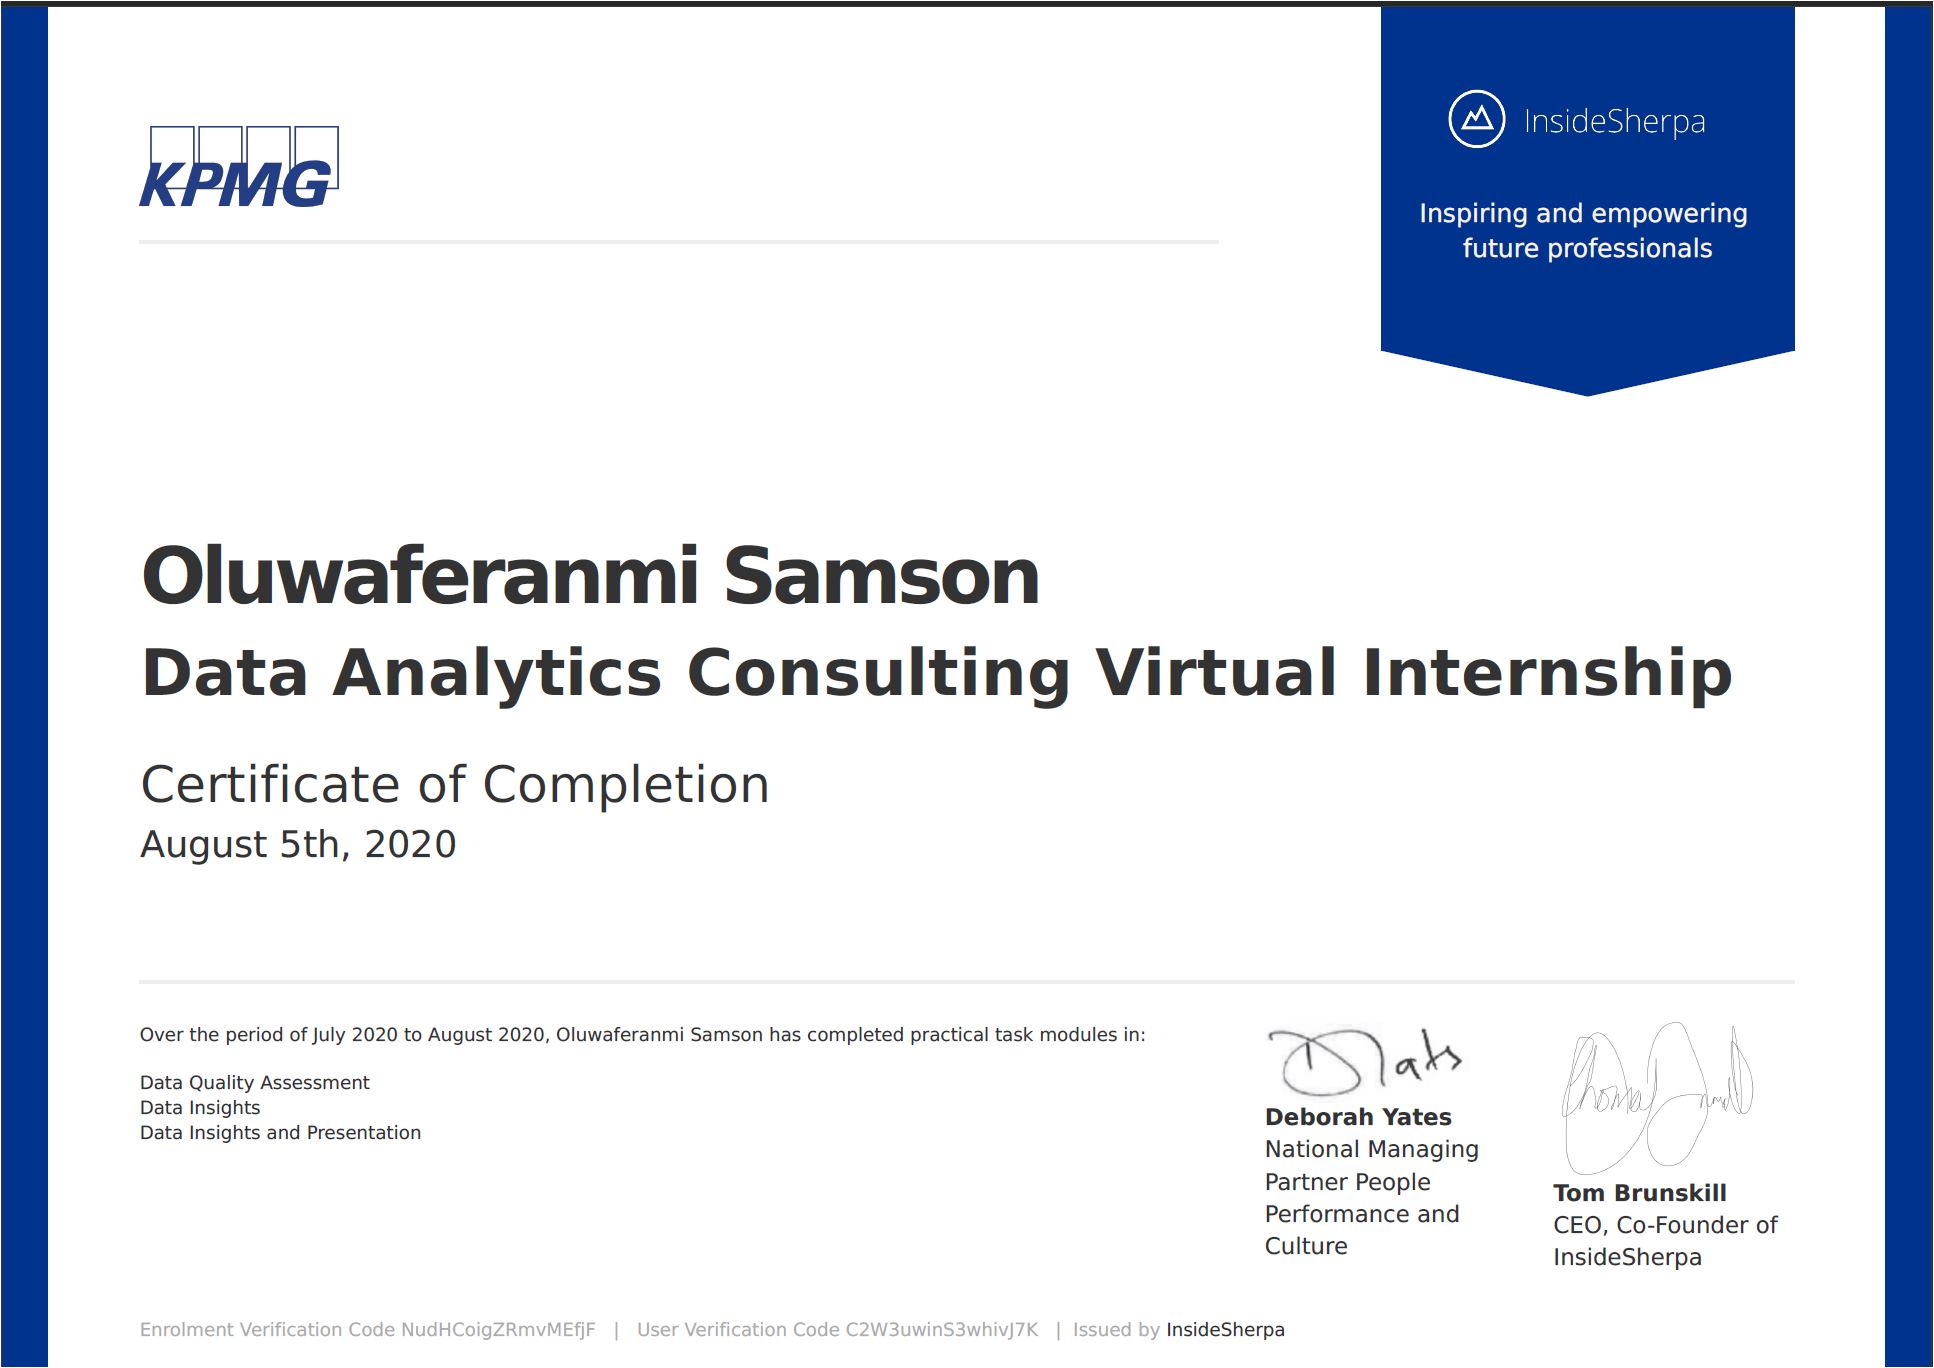 KPMG
InsideSherpa
Inspiring and empowering
future professionals
Oluwaferanmi Samson
Data Analytics Consulting Virtual Internship
Certificate of Completion
August 5th, 2020
Over the period of July 2020 to August 2020, Oluwaferanmi Samson has completed practical task modules in:
Data Quality Assessment
Data Insights
Data Insights and Presentation
Deborah Yates
National Managing
Partner People
Performance and
Culture
Tom Brunskill
CEO, Co-Founder of
InsideSherpa
Enrolment Verification Code NudHCoigZRmvMEfjF | User Verification Code C2W3uwinS3whivJ7K | Issued by InsideSherpa